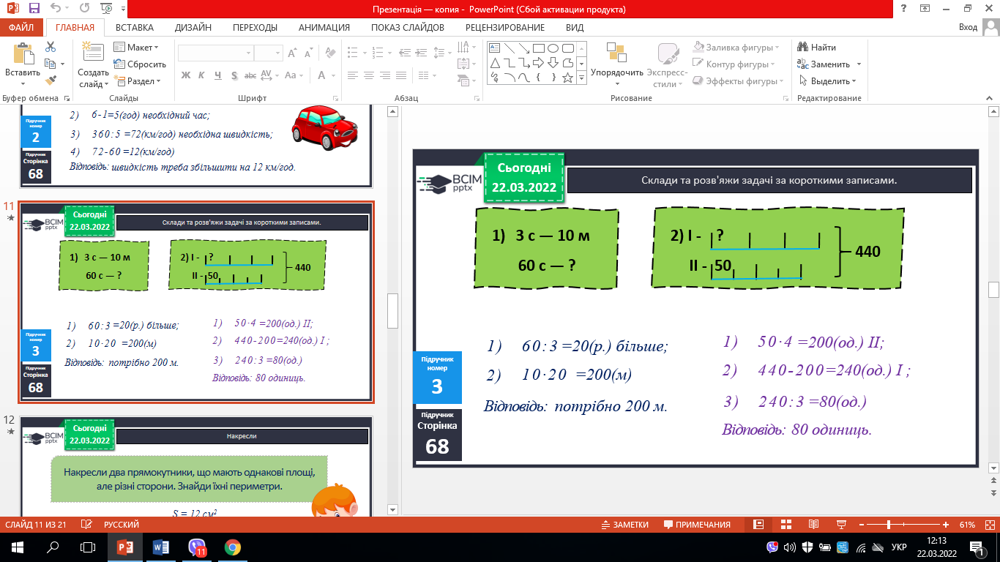 Презентація — копия - PowerPoint (Сбой активации продукта)
ФАЙЛ ГЛАВНАЯ ВСТАВКА ДИЗАЙН ПЕРЕХОДЫ АНИМАЦИЯ ПОКАЗ СЛАЙДОВ РЕЦЕНЗИРОВАНИЕ ВИД Вход
Вставить
Буфер обмена
Создать слайд
Макет
Сбросить
Раздел
Слайды
Ж К Ч S abc AV Aa А
Шрифт
Абзац
Упорядочить
Экспресс-стили
Заливка фигуры
Контур фигуры
Эффекты фигуры
Рисование
Найти
Заменить
Выделить
Редактирование
2) 6-1=5(год) необхідний час;
3) 360:5 =72(км/год) необхідна швидкість;
4) 72-60 =12(км/год)
Відповідь: швидкість треба збільшити на 12 км/год.
Підручник
номер
2
Підручник
Сторінка
68
11
Сьогодні
22.03.2022
BCIM
pptx
Склади та розв'яжи задачі за короткими записами.
1) 3 с — 10 м
60 с — ?
2) І - ?
ІІ - 50
440
1) 60:3 =20(р.) більше;
2) 10·20 =200(м)
Відповідь: потрібно 200 м.
1) 50·4 =200(од.) ІІ;
2) 440-200=240(од.) І ;
3) 240:3 =80(од.)
Відповідь: 80 одиниць.
Підручник
номер
3
Підручник
Сторінка
68
12
Сьогодні
22.03.2022
BCIM
pptx
Накресли
Накресли два прямокутники, що мають однакові площі,
але різні сторони. Знайди їхні периметри.
S = 12 см²
Сьогодні
22.03.2022
BCIM
pptx
Склади та розв'яжи задачі за короткими записами.
1) 3 с — 10 м
60 с — ?
2) І - ?
ІІ - 50
440
1) 60:3 =20(р.) більше;
2) 10·20 =200(м)
Відповідь: потрібно 200 м.
1) 50·4 =200(од.) ІІ;
2) 440-200=240(од.) І ;
3) 240:3 =80(од.)
Відповідь: 80 одиниць.
Підручник
номер
3
Підручник
Сторінка
68
СЛАЙД 11 ИЗ 21 РУССКИЙ ЗАМЕТКИ ПРИМЕЧАНИЯ 61%
11
УКР
12:13
22.03.2022
1